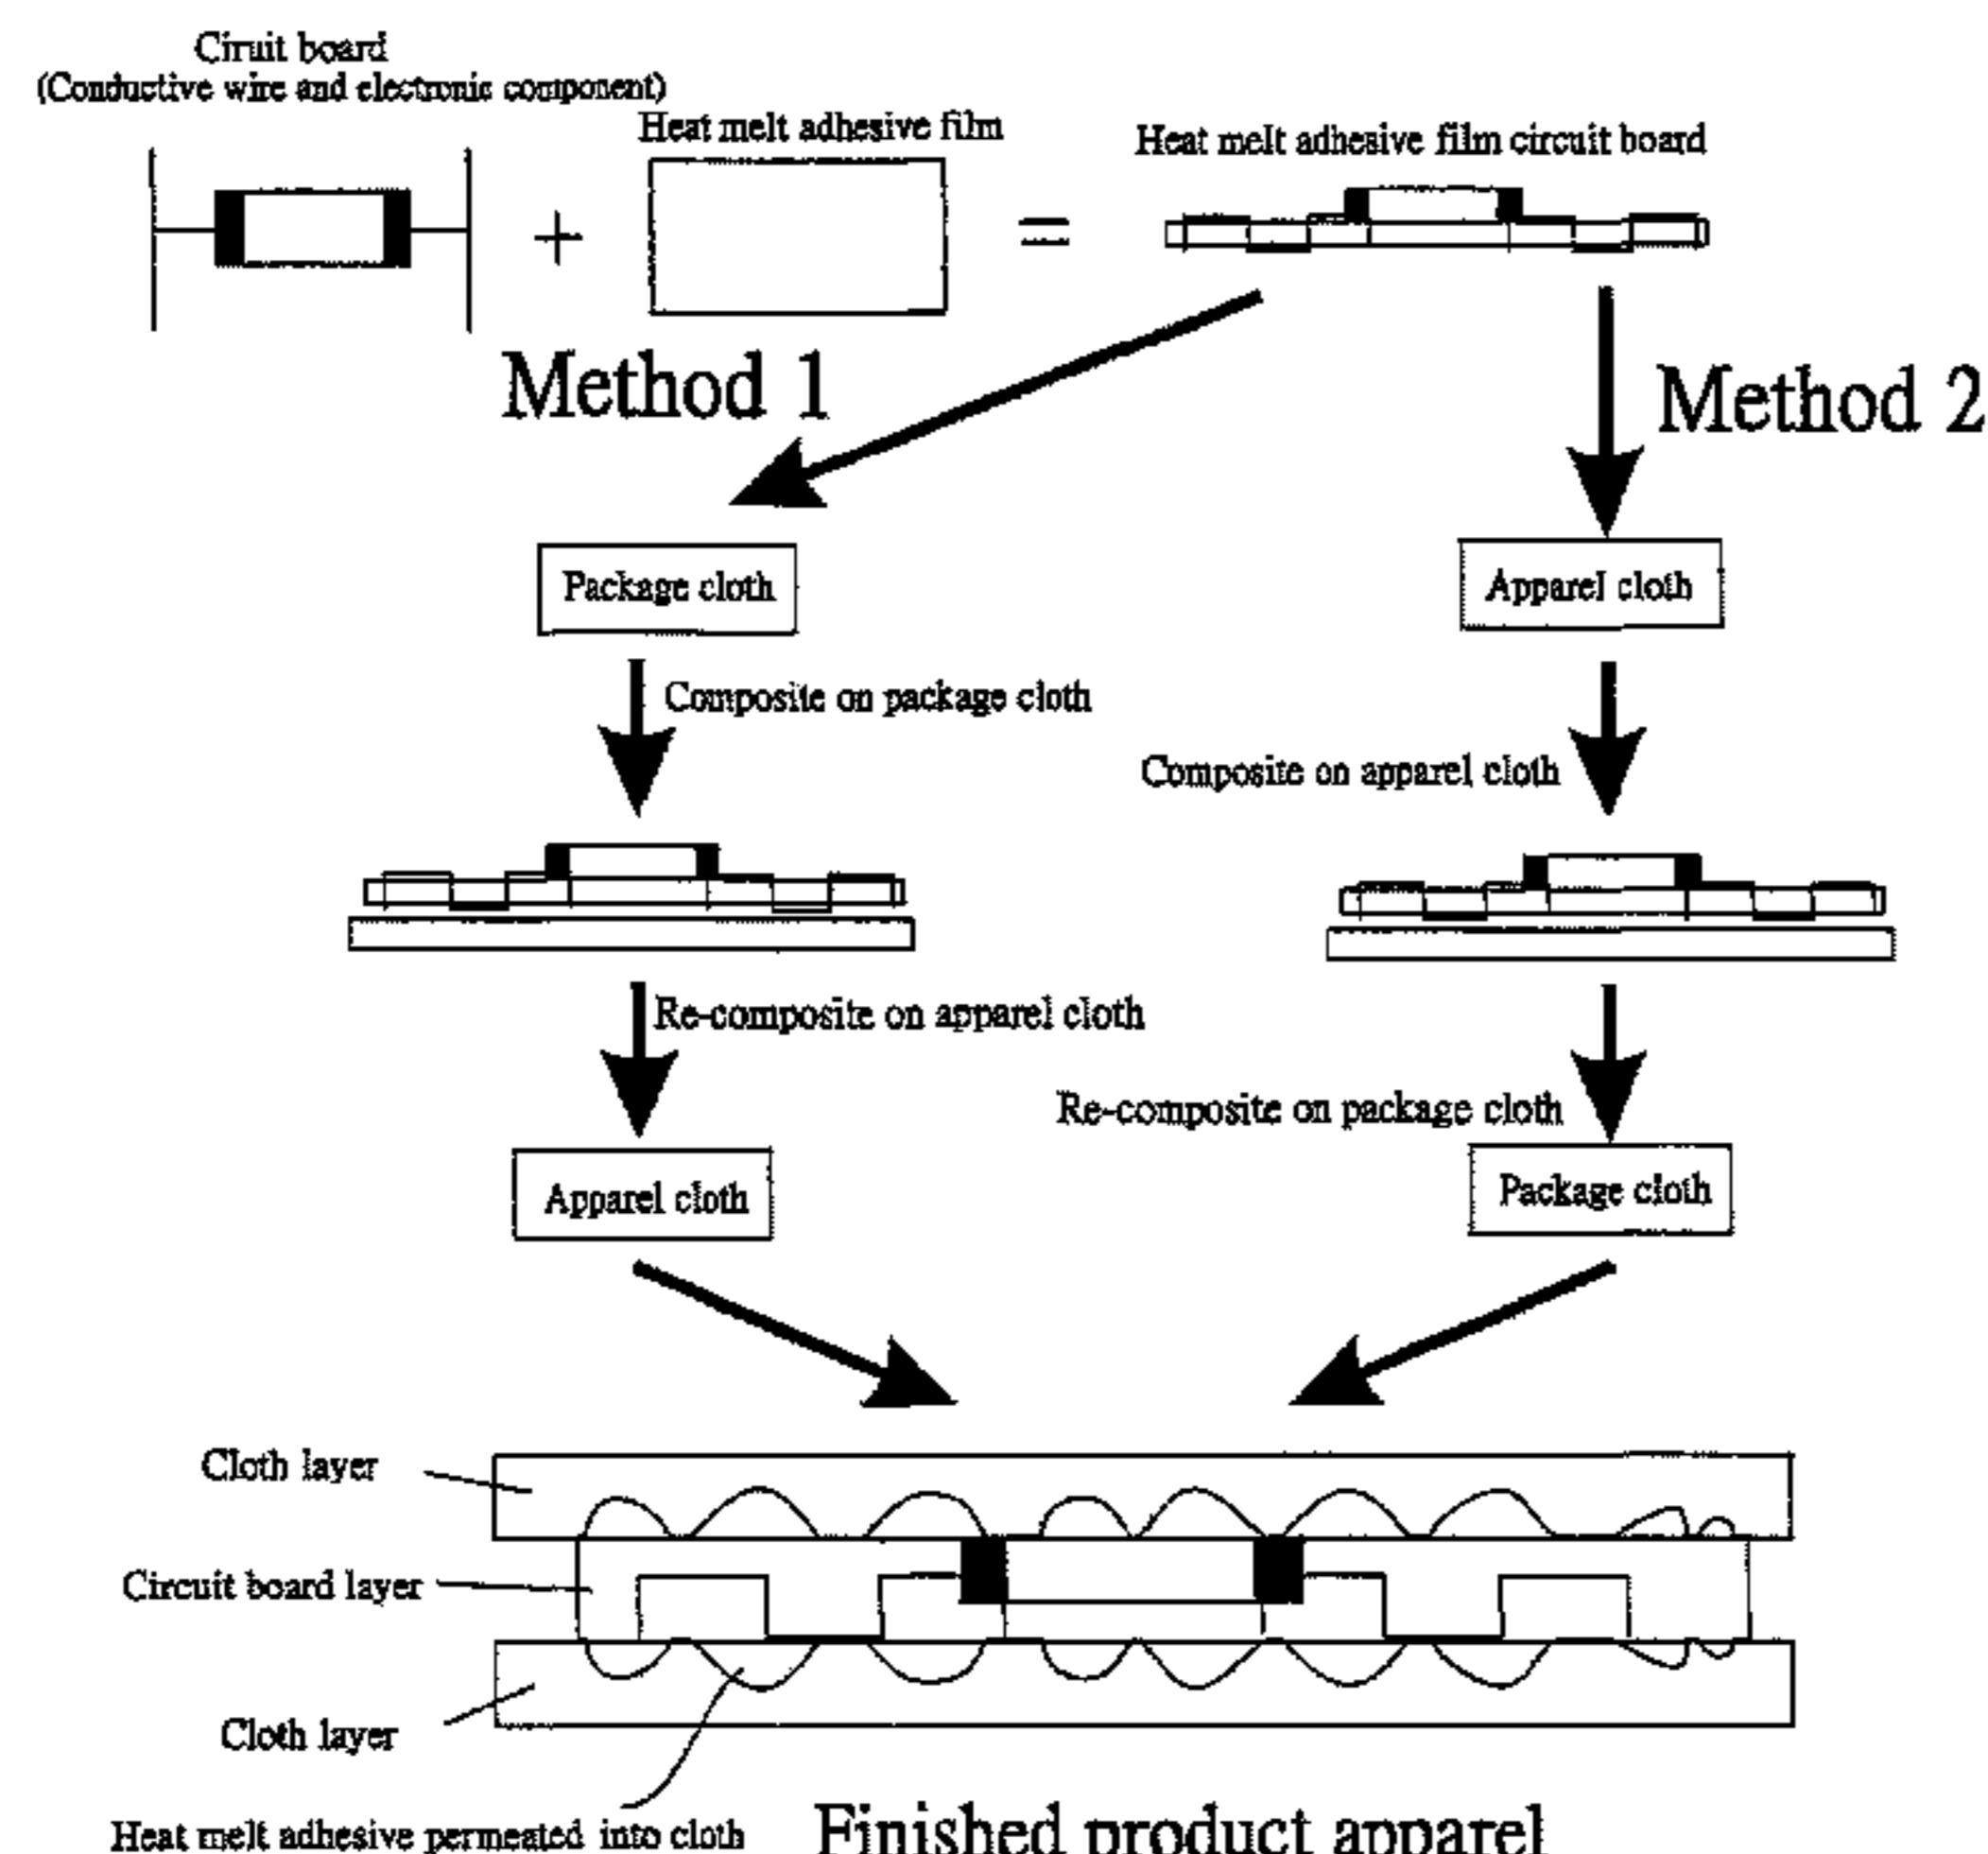 Ciruit board
(Conductive wire and electronic component)
Heat melt adhesive film
Heat melt adhesive film circuit board
+
=
Method 1
Method 2
Package cloth
Apparel cloth
Composite on package cloth
Composite on apparel cloth
Re-composite on apparel cloth
Re-composite on package cloth
Apparel cloth
Package cloth
Cloth layer
Circuit board layer
Cloth layer
Heat melt adhesive permeated into cloth
Finished product apparel